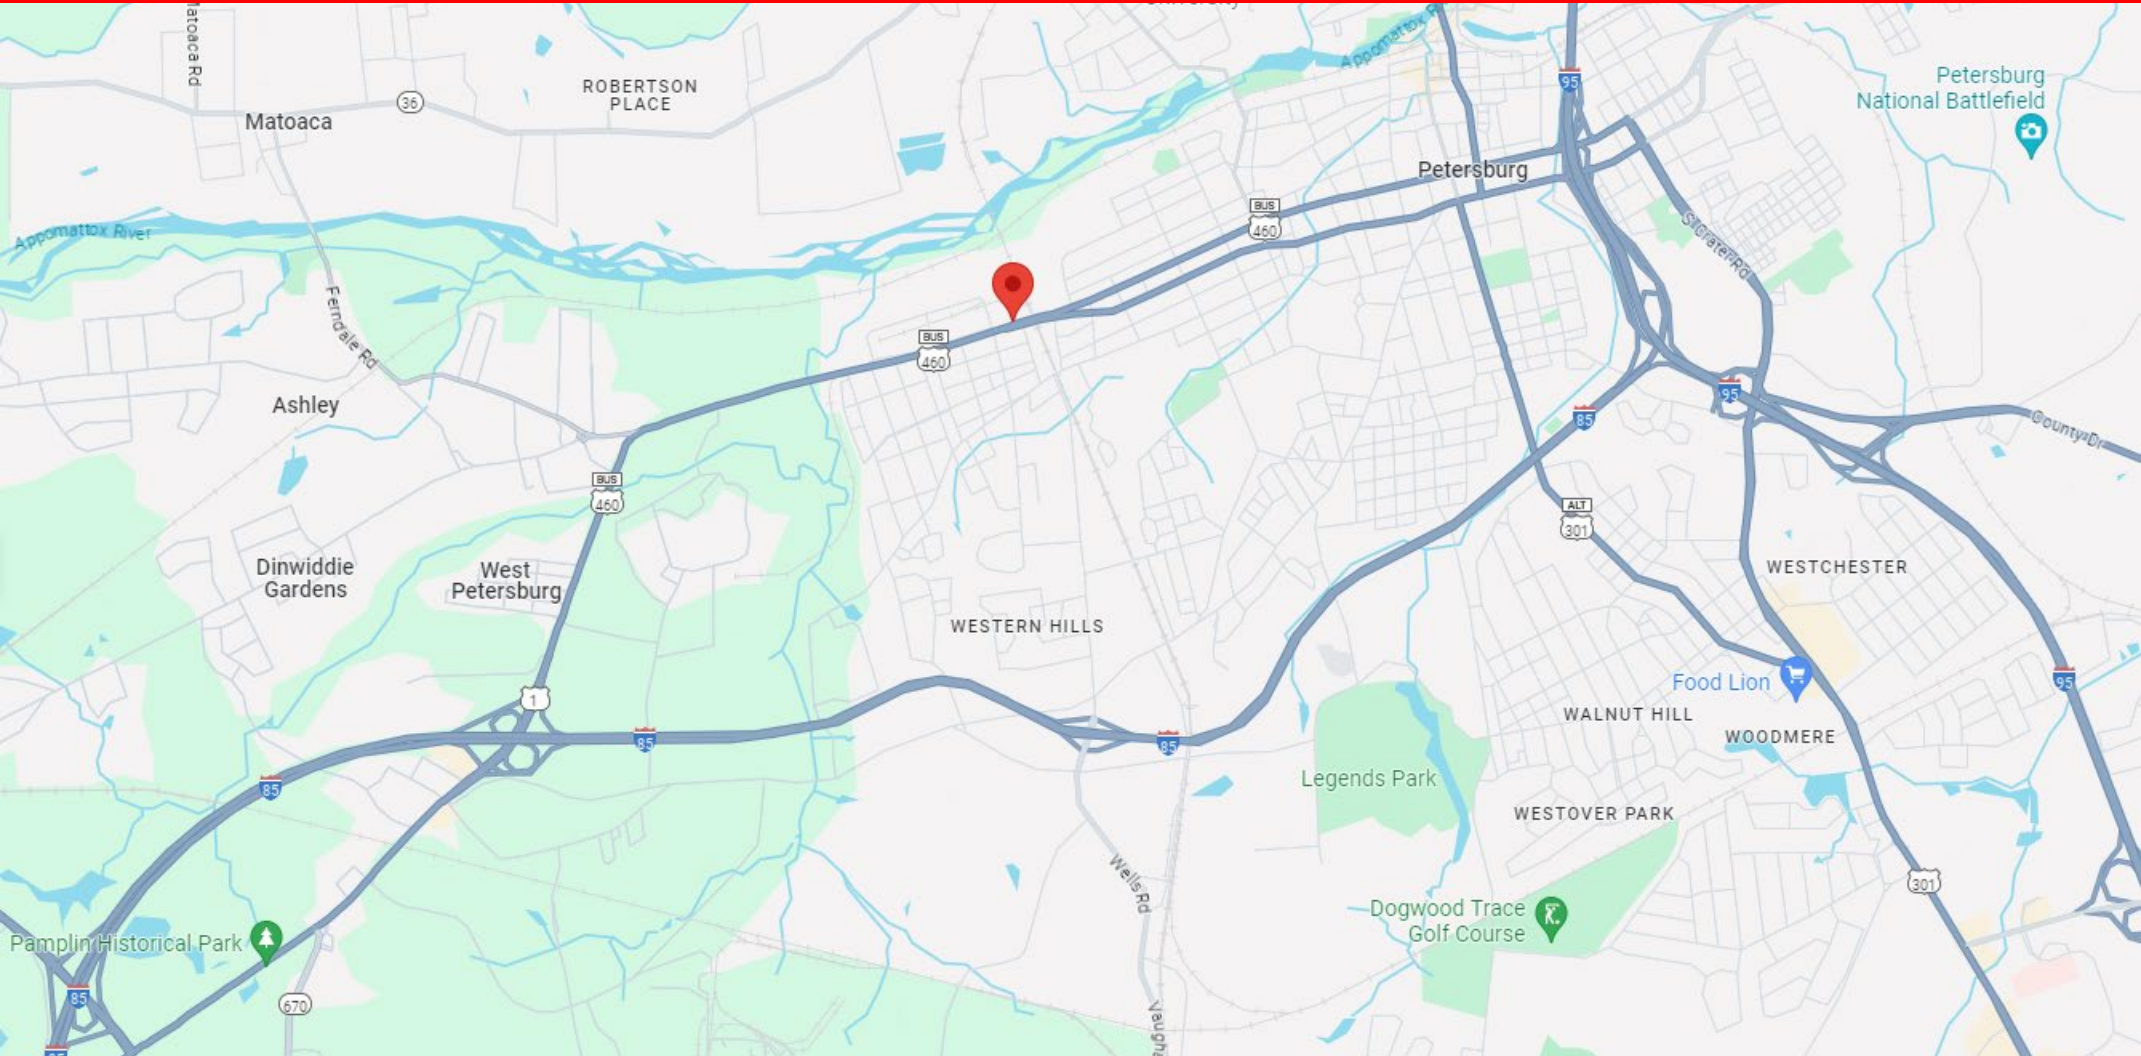 Matoaca Rd
36
ROBERTSON
PLACE
Matoaca
Appomattox River
Ferndale Rd
Ashley
BUS
460
BUS
460
BUS
460
Appomattox R
95
Petersburg
National Battlefield
Petersburg
S Crater Rd
95
85
County Dr
ALT
301
Dinwiddie
Gardens
West
Petersburg
WESTERN HILLS
WESTCHESTER
1
85
85
85
Food Lion
WALNUT HILL
WOODMERE
95
Legends Park
WESTOVER PARK
Wells Rd
301
Dogwood Trace
Golf Course
Pamplin Historical Park
85
670